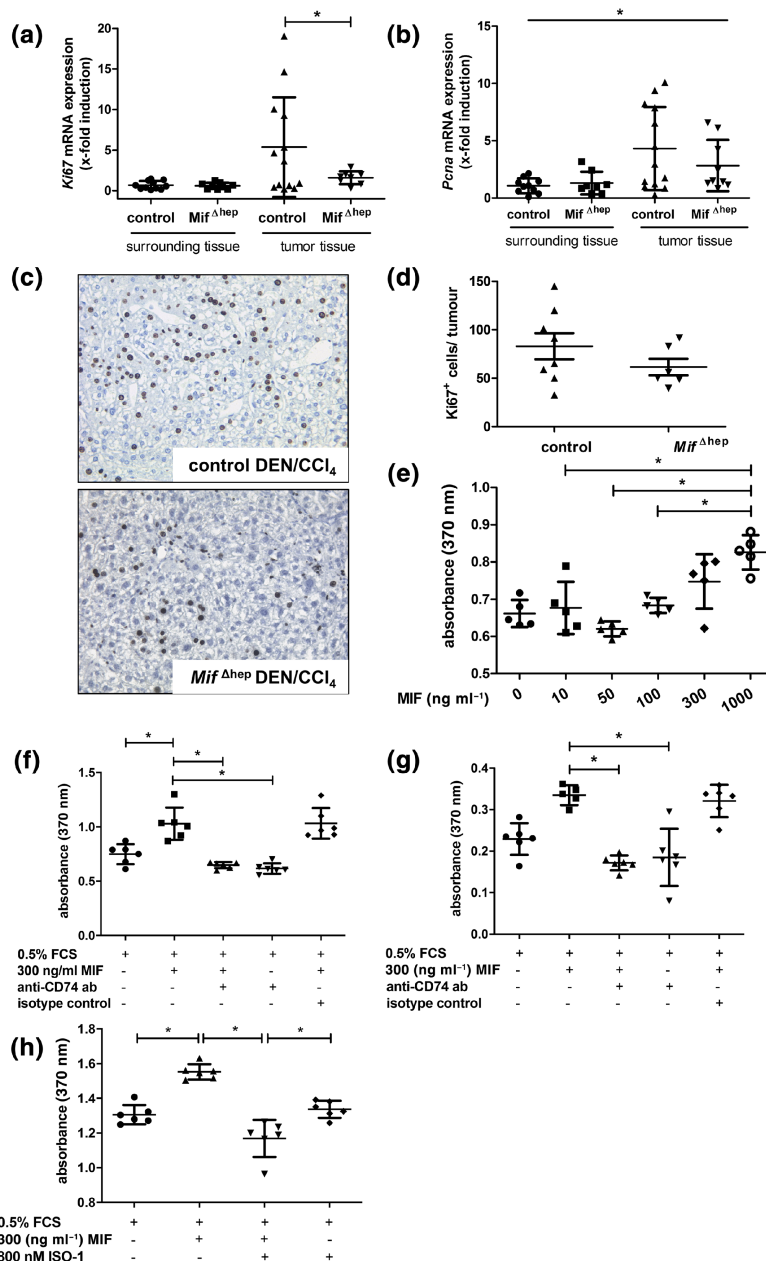 (a)
Ki67 mRNA expression
(x-fold induction)
20
15
10
5
0
*
control Mif Δhep control Mif Δhep
surrounding tissue tumor tissue
(b)
Pcna mRNA expression
(x-fold induction)
15
10
5
0
*
control Mif Δhep control Mif Δhep
surrounding tissue tumor tissue
(c)
control DEN/CCl4
Mif Δhep DEN/CCl4
(d)
Ki67+ cells/ tumour
150
100
50
0
control Mif Δhep
(e)
absorbance (370 nm)
1.0
0.9
0.8
0.7
0.6
0.5
*
*
*
MIF (ng ml−1) 0 10 50 100 300 1000
(f)
absorbance (370 nm)
1.5
1.0
0.5
0.0
*
*
*
0.5% FCS + + + + +
300 ng/ml MIF - + + - +
anti-CD74 ab - - + + -
isotype control - - - - +
(g)
absorbance (370 nm)
0.4
0.3
0.2
0.1
0.0
*
*
0.5% FCS + + + + +
300 (ng ml−1) MIF - + + - +
anti-CD74 ab - - + + -
isotype control - - - - +
(h)
absorbance (370 nm)
1.8
1.6
1.4
1.2
1.0
0.8
* * *
0.5% FCS + + + +
300 (ng ml−1) MIF - + + -
800 nM ISO-1 - - + +